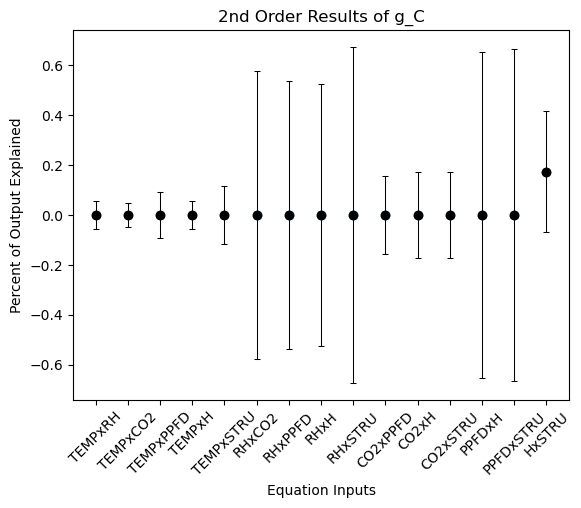 2nd Order Results of g_C
Percent of Output Explained
0.6
0.4
0.2
0.0
−0.2
−0.4
−0.6
TEMPxRH
TEMPxCO2
TEMPxPPFD
TEMPxH
TEMPxSTRU
RHxCO2
RHxPPFD
RHxH
RHxSTRU
CO2xPPFD
CO2xH
CO2xSTRU
PPFDxH
PPFDxSTRU
HxSTRU
Equation Inputs